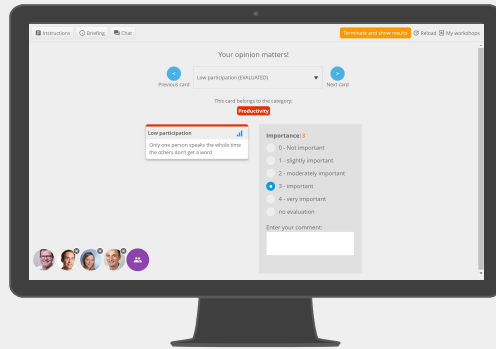 Instructions
Briefing
Chat
Terminate and show results
Reload
My workshops
Your opinion matters!
<
Previous card
Low participation (EVALUATED)
>
Next card
This card belongs to the category:
Productivity
Low participation
Only one person speaks the whole time
the others don't get a word
Importance: 3
0 - Not important
1 - slightly important
2 - moderately important
3 - important
4 - very important
no evaluation
Enter your comment: